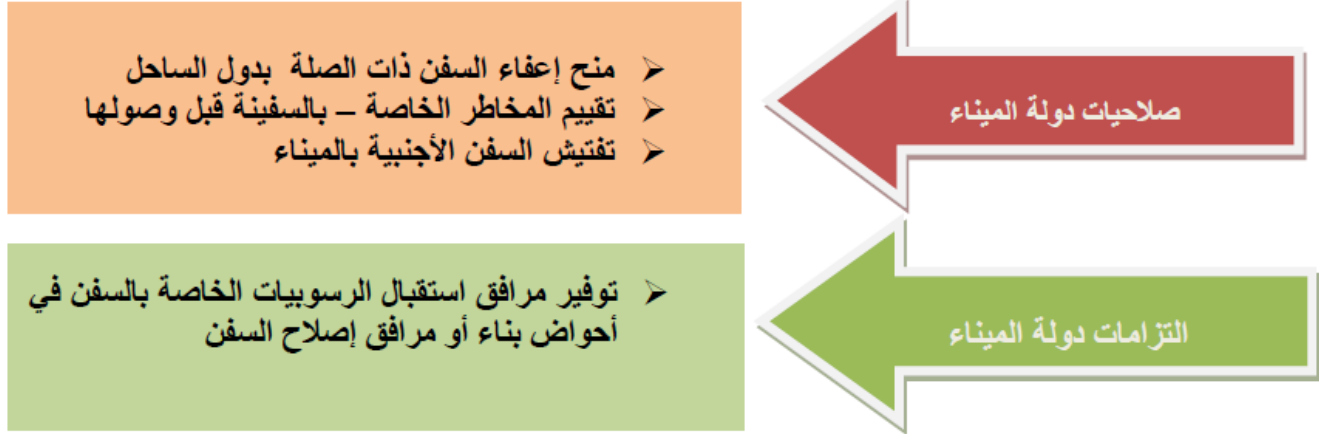 صلاحيات دولة الميناء
➢ منح إعفاء السفن ذات الصلة بدول الساحل
➢ تقييم المخاطر الخاصة – بالسفينة قبل وصولها
➢ تفتيش السفن الأجنبية بالميناء
التزامات دولة الميناء
➢ توفير مرافق استقبال الرسوبيات الخاصة بالسفن في
أحواض بناء أو مرافق إصلاح السفن